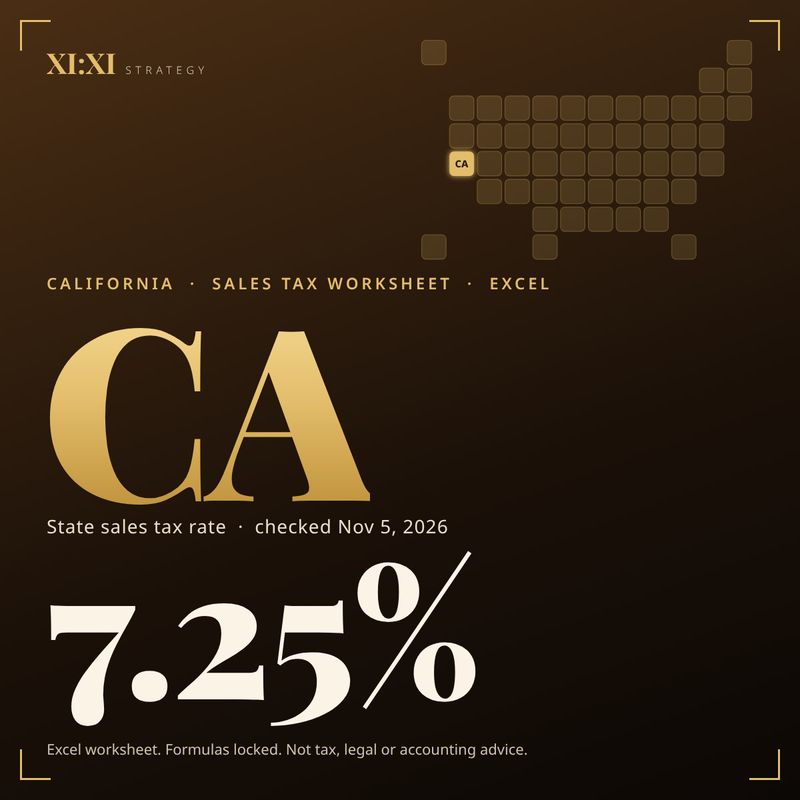 XI:XI STRATEGY
CA
CALIFORNIA · SALES TAX WORKSHEET · EXCEL
CA
State sales tax rate · checked Nov 5, 2026
7.25%
Excel worksheet. Formulas locked. Not tax, legal or accounting advice.